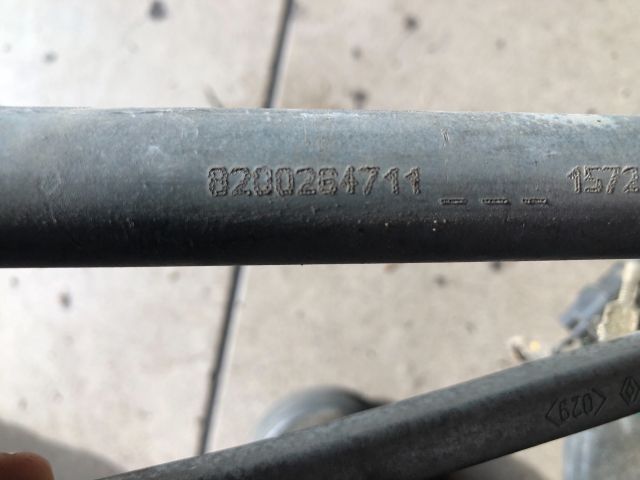 8200264711 _ _ _ 1572
<029>